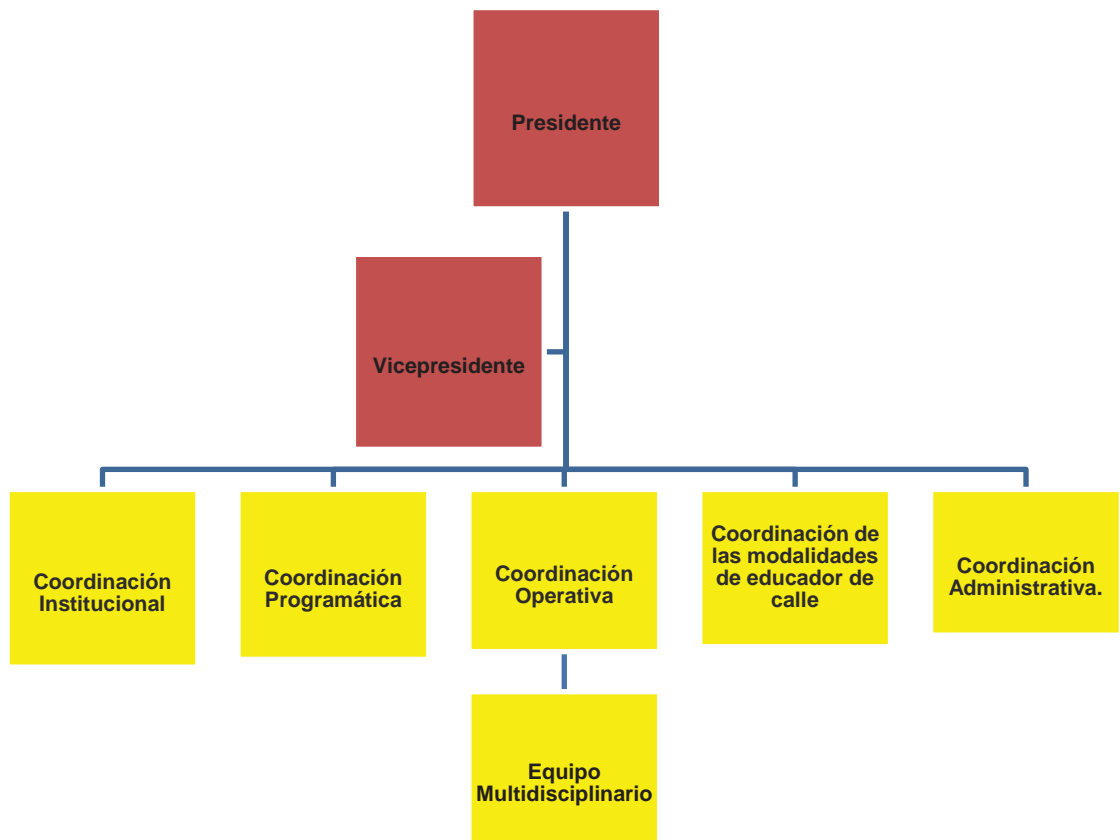 Presidente
Vicepresidente
Coordinación
Institucional
Coordinación
Programática
Coordinación
Operativa
Coordinación de
las modalidades
de educador de
calle
Coordinación
Administrativa.
Equipo
Multidisciplinario